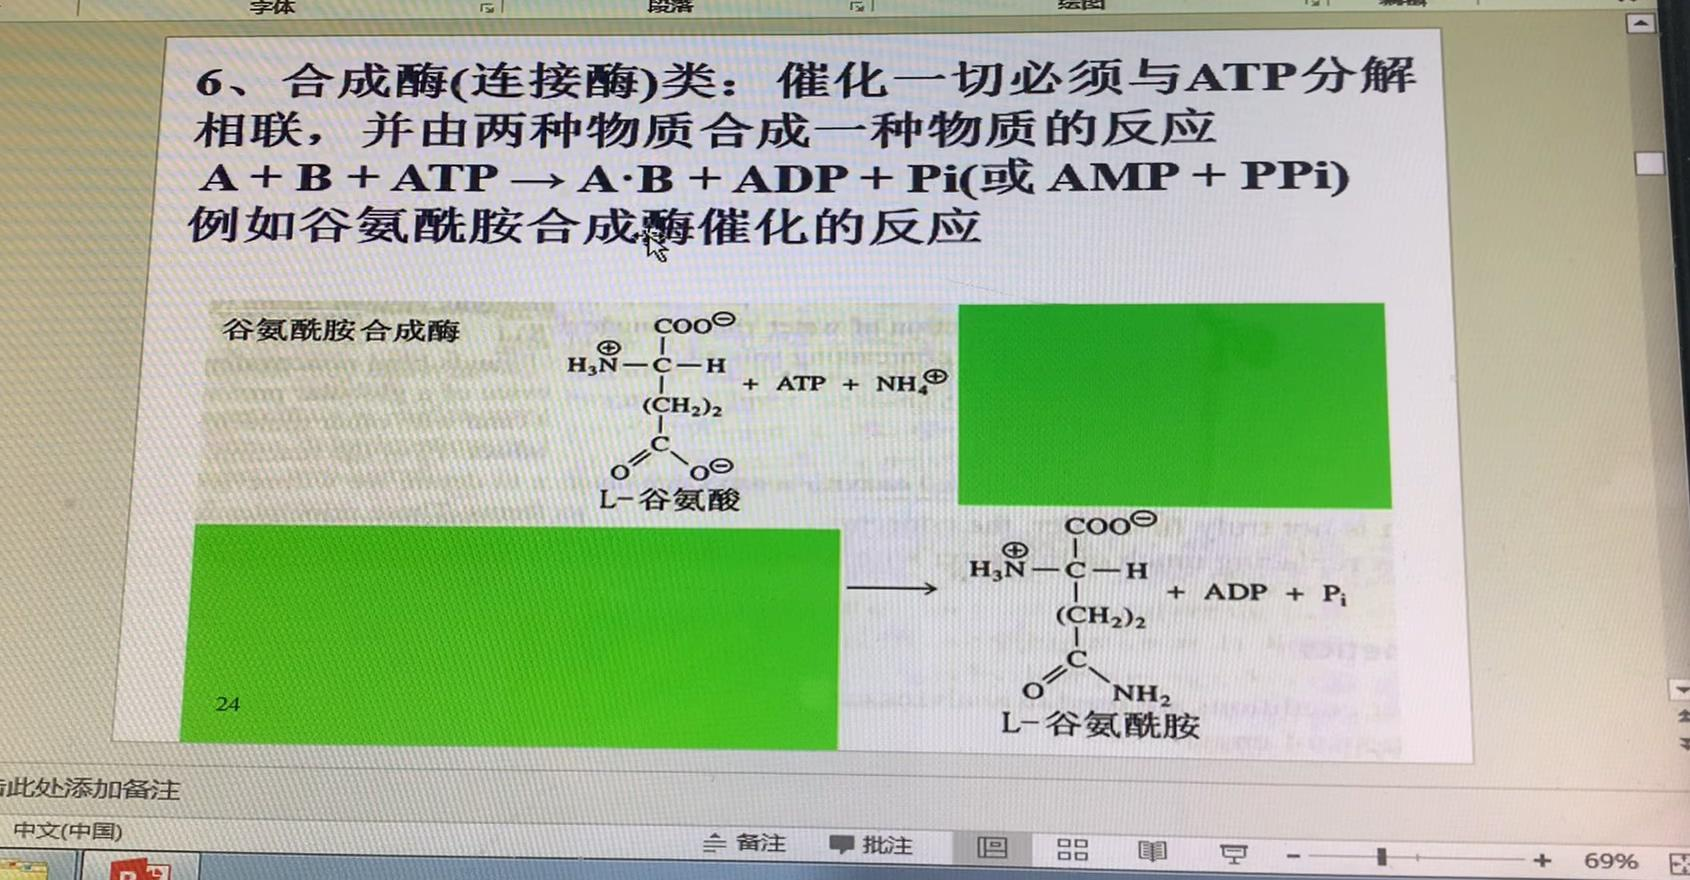 字体 段落 绘图
6、合成酶(连接酶)类：催化一切必须与ATP分解
相联，并由两种物质合成一种物质的反应
A + B + ATP → A·B + ADP + Pi(或 AMP + PPi)
例如谷氨酰胺合成酶催化的反应
谷氨酰胺合成酶
COO⊖
⊕
H₃N—C—H
+ ATP + NH₄⊕
(CH₂)₂
C
O O⊖
L-谷氨酸
COO⊖
⊕
H₃N—C—H
+ ADP + Pᵢ
(CH₂)₂
C
O NH₂
L-谷氨酰胺
24
此处添加备注
中文(中国)
备注 批注
69%